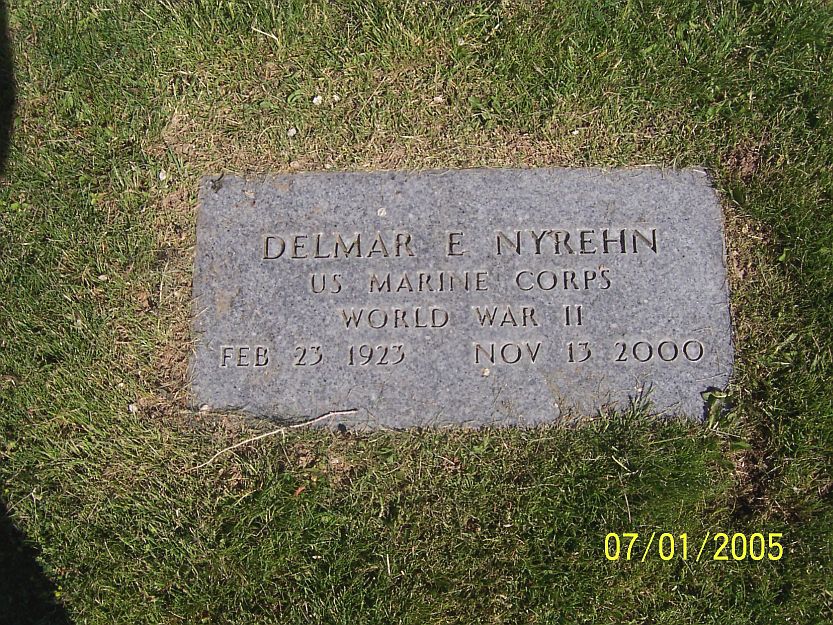 DELMAR E NYREHN
US MARINE CORPS
WORLD WAR II
FEB 23 1923 NOV 13 2000
07/01/2005